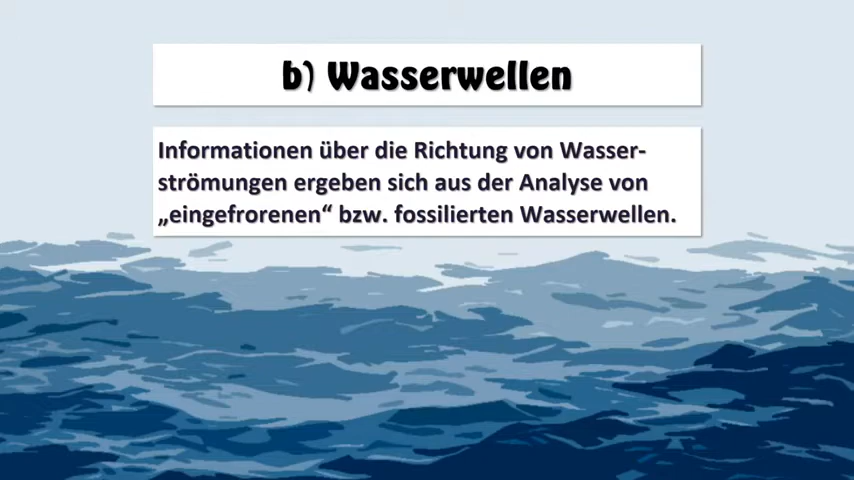 b) Wasserwellen
Informationen über die Richtung von Wasser-
strömungen ergeben sich aus der Analyse von
„eingefrorenen“ bzw. fossilierten Wasserwellen.